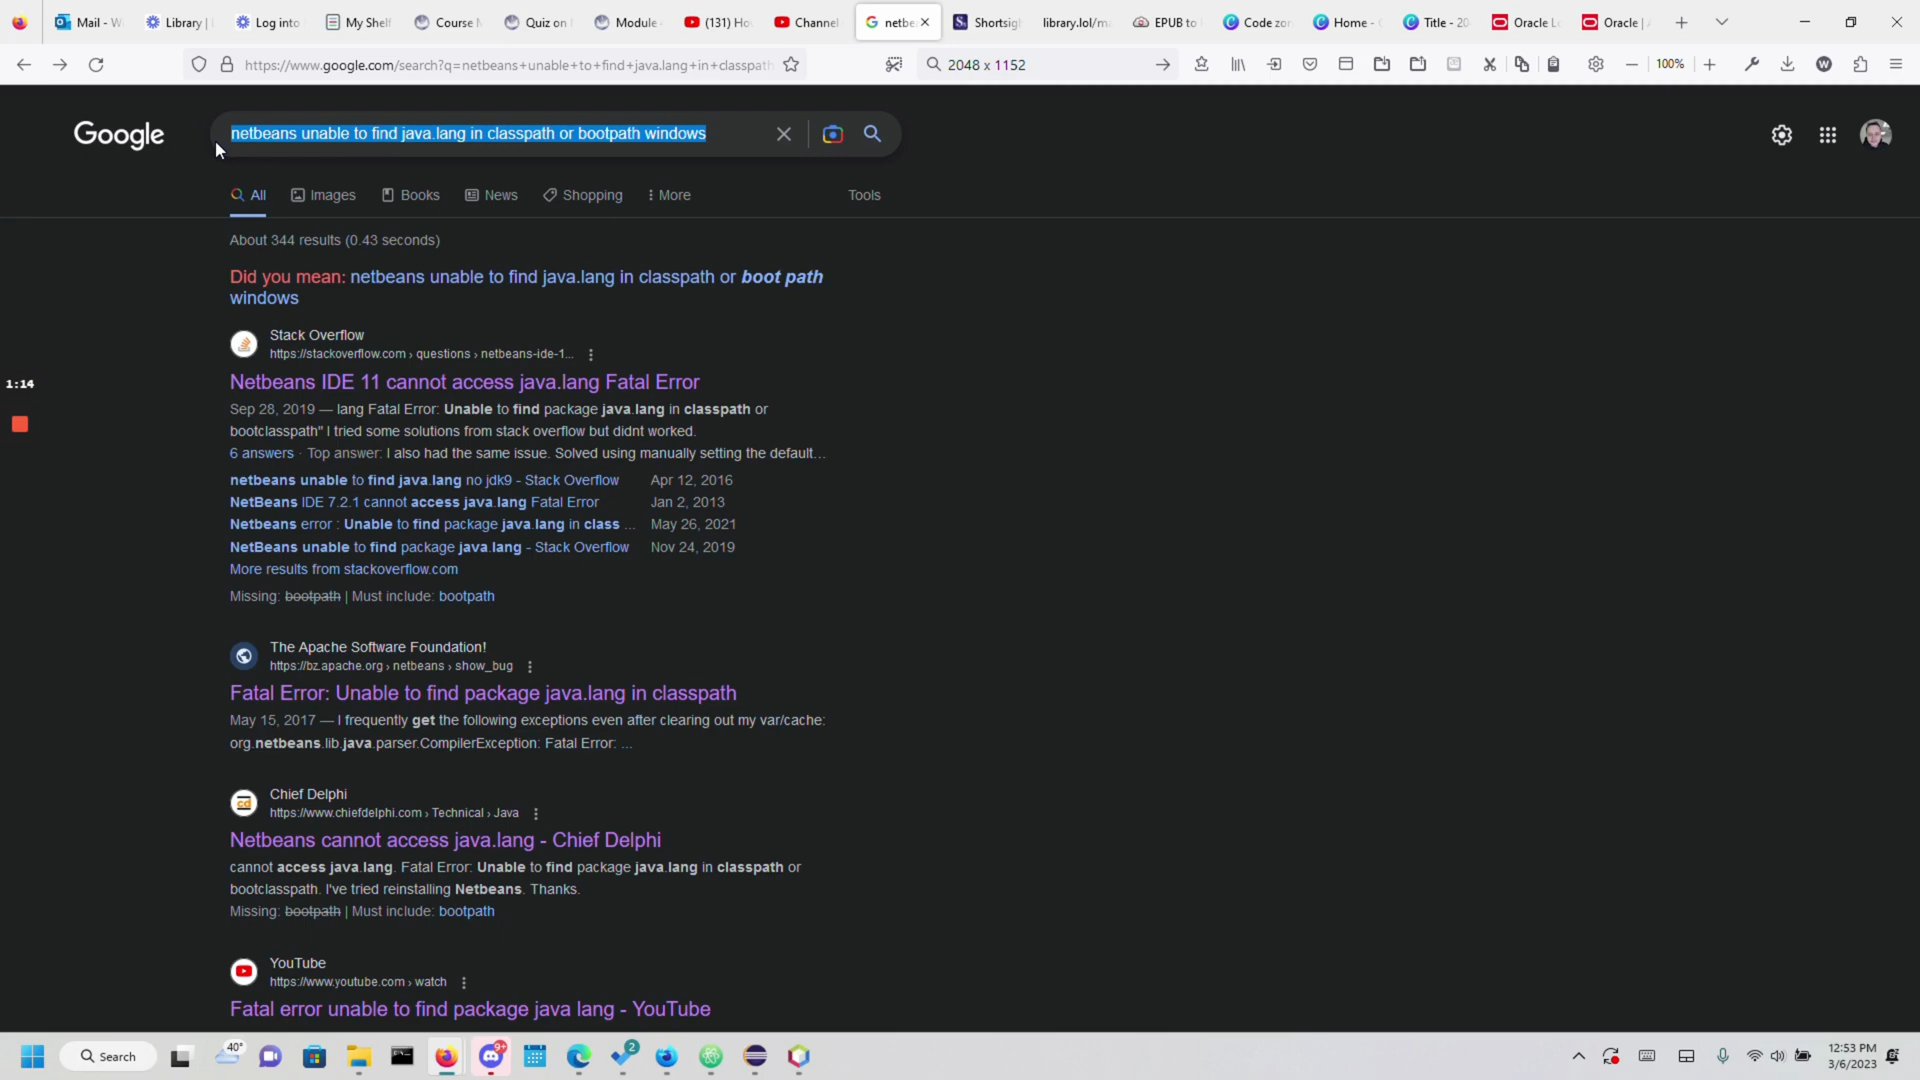 Mail - W
Library |
Log into
My Shelf
Course M
Quiz on
Module
(131) Ho
Channel
netbe
Shortsig
library.lol/ma
EPUB to
Code zon
Home -
Title - 20
Oracle L
Oracle |
https://www.google.com/search?q=netbeans+unable+to+find+java.lang+in+classpath
2048 x 1152
100%
Google
netbeans unable to find java.lang in classpath or bootpath windows
All
Images
Books
News
Shopping
More
Tools
About 344 results (0.43 seconds)
Did you mean: netbeans unable to find java.lang in classpath or boot path
windows
Stack Overflow
https://stackoverflow.com › questions › netbeans-ide-1...
1:14
Netbeans IDE 11 cannot access java.lang Fatal Error
Sep 28, 2019 — lang Fatal Error: Unable to find package java.lang in classpath or
bootclasspath" I tried some solutions from stack overflow but didnt worked.
6 answers · Top answer: I also had the same issue. Solved using manually setting the default...
netbeans unable to find java.lang no jdk9 - Stack Overflow Apr 12, 2016
NetBeans IDE 7.2.1 cannot access java.lang Fatal Error Jan 2, 2013
Netbeans error : Unable to find package java.lang in class ... May 26, 2021
NetBeans unable to find package java.lang - Stack Overflow Nov 24, 2019
More results from stackoverflow.com
Missing: bootpath | Must include: bootpath
The Apache Software Foundation!
https://bz.apache.org › netbeans › show_bug
Fatal Error: Unable to find package java.lang in classpath
May 15, 2017 — I frequently get the following exceptions even after clearing out my var/cache:
org.netbeans.lib.java.parser.CompilerException: Fatal Error: ...
Chief Delphi
https://www.chiefdelphi.com › Technical › Java
Netbeans cannot access java.lang - Chief Delphi
cannot access java.lang. Fatal Error: Unable to find package java.lang in classpath or
bootclasspath. I've tried reinstalling Netbeans. Thanks.
Missing: bootpath | Must include: bootpath
YouTube
https://www.youtube.com › watch
Fatal error unable to find package java lang - YouTube
Search
40°
9+
2
12:53 PM
3/6/2023